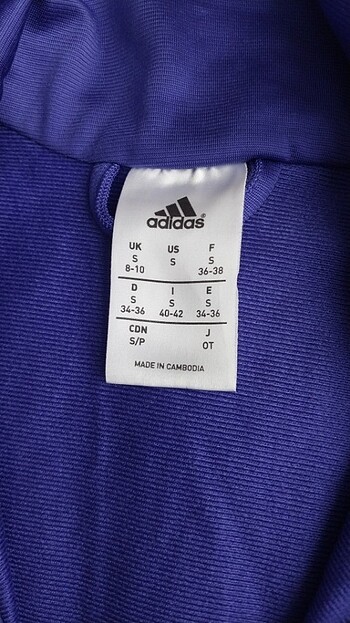 adidas®
UK US F
S S S
8-10 36-38
D I E
S S S
34-36 40-42 34-36
CDN J
S/P OT
MADE IN CAMBODIA